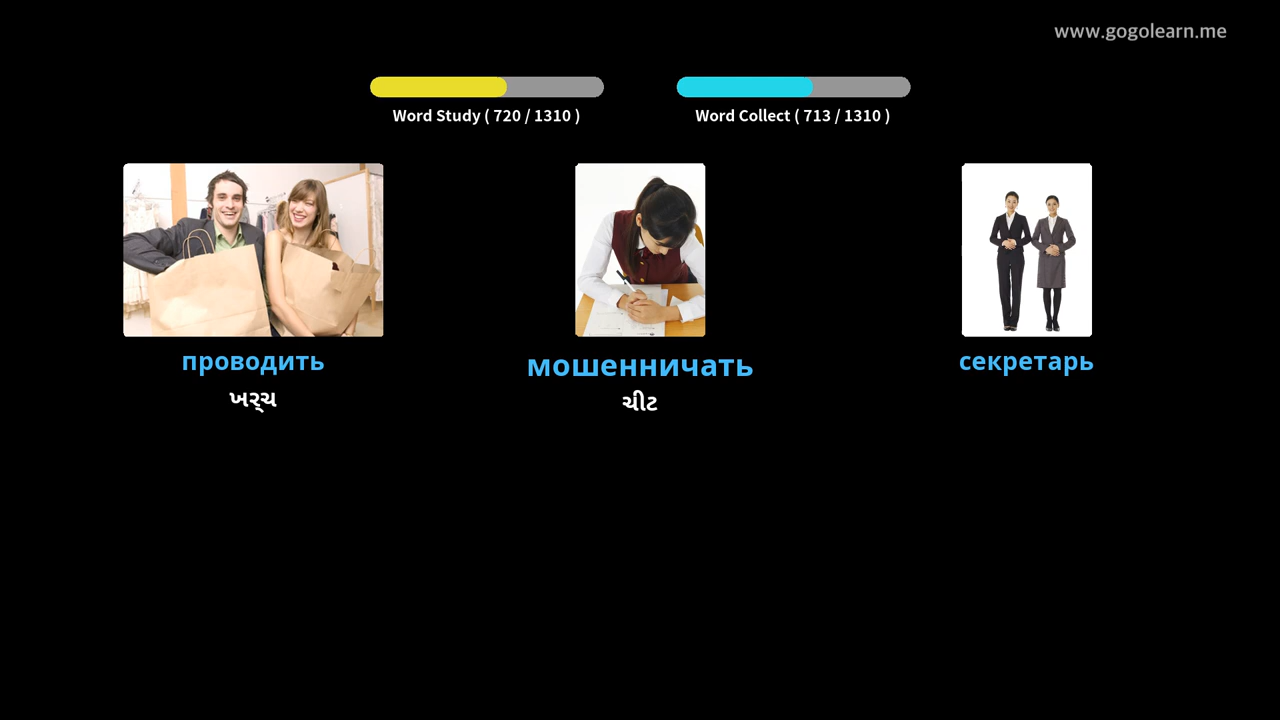 www.gogolearn.me
Word Study ( 720 / 1310 )
Word Collect ( 713 / 1310 )
проводить
ખર્ચ
мошенничать
ચીટ
секретарь